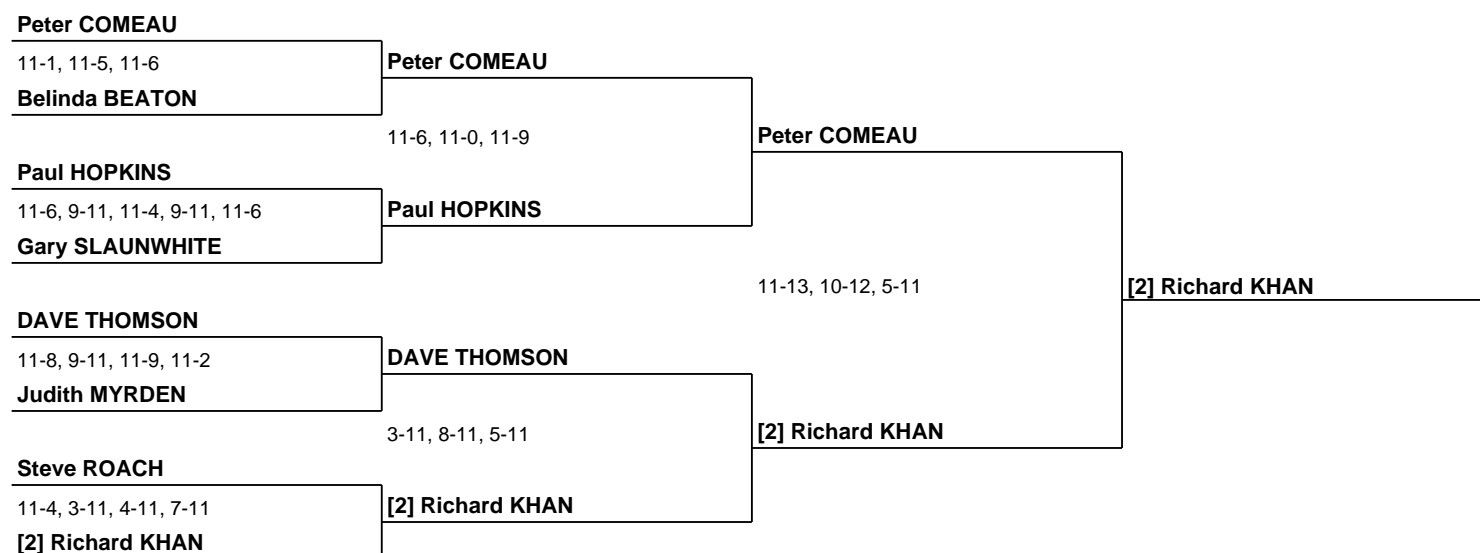 Peter COMEAU
11-1, 11-5, 11-6
Belinda BEATON
Paul HOPKINS
11-6, 9-11, 11-4, 9-11, 11-6
Gary SLAUNWHITE
DAVE THOMSON
11-8, 9-11, 11-9, 11-2
Judith MYRDEN
Steve ROACH
11-4, 3-11, 4-11, 7-11
[2] Richard KHAN
Peter COMEAU
11-6, 11-0, 11-9
Paul HOPKINS
DAVE THOMSON
3-11, 8-11, 5-11
[2] Richard KHAN
Peter COMEAU
11-13, 10-12, 5-11
[2] Richard KHAN
[2] Richard KHAN